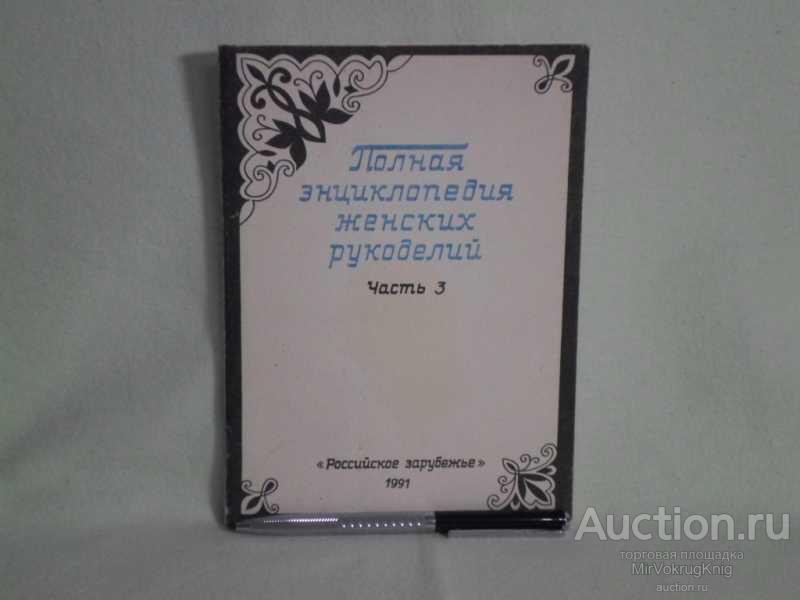 Полная
энциклопедия
женских
рукоделий
Часть 3
«Российское зарубежье»
1991
Auction.ru
торговая площадка
MirVokrugKnig
auction.ru